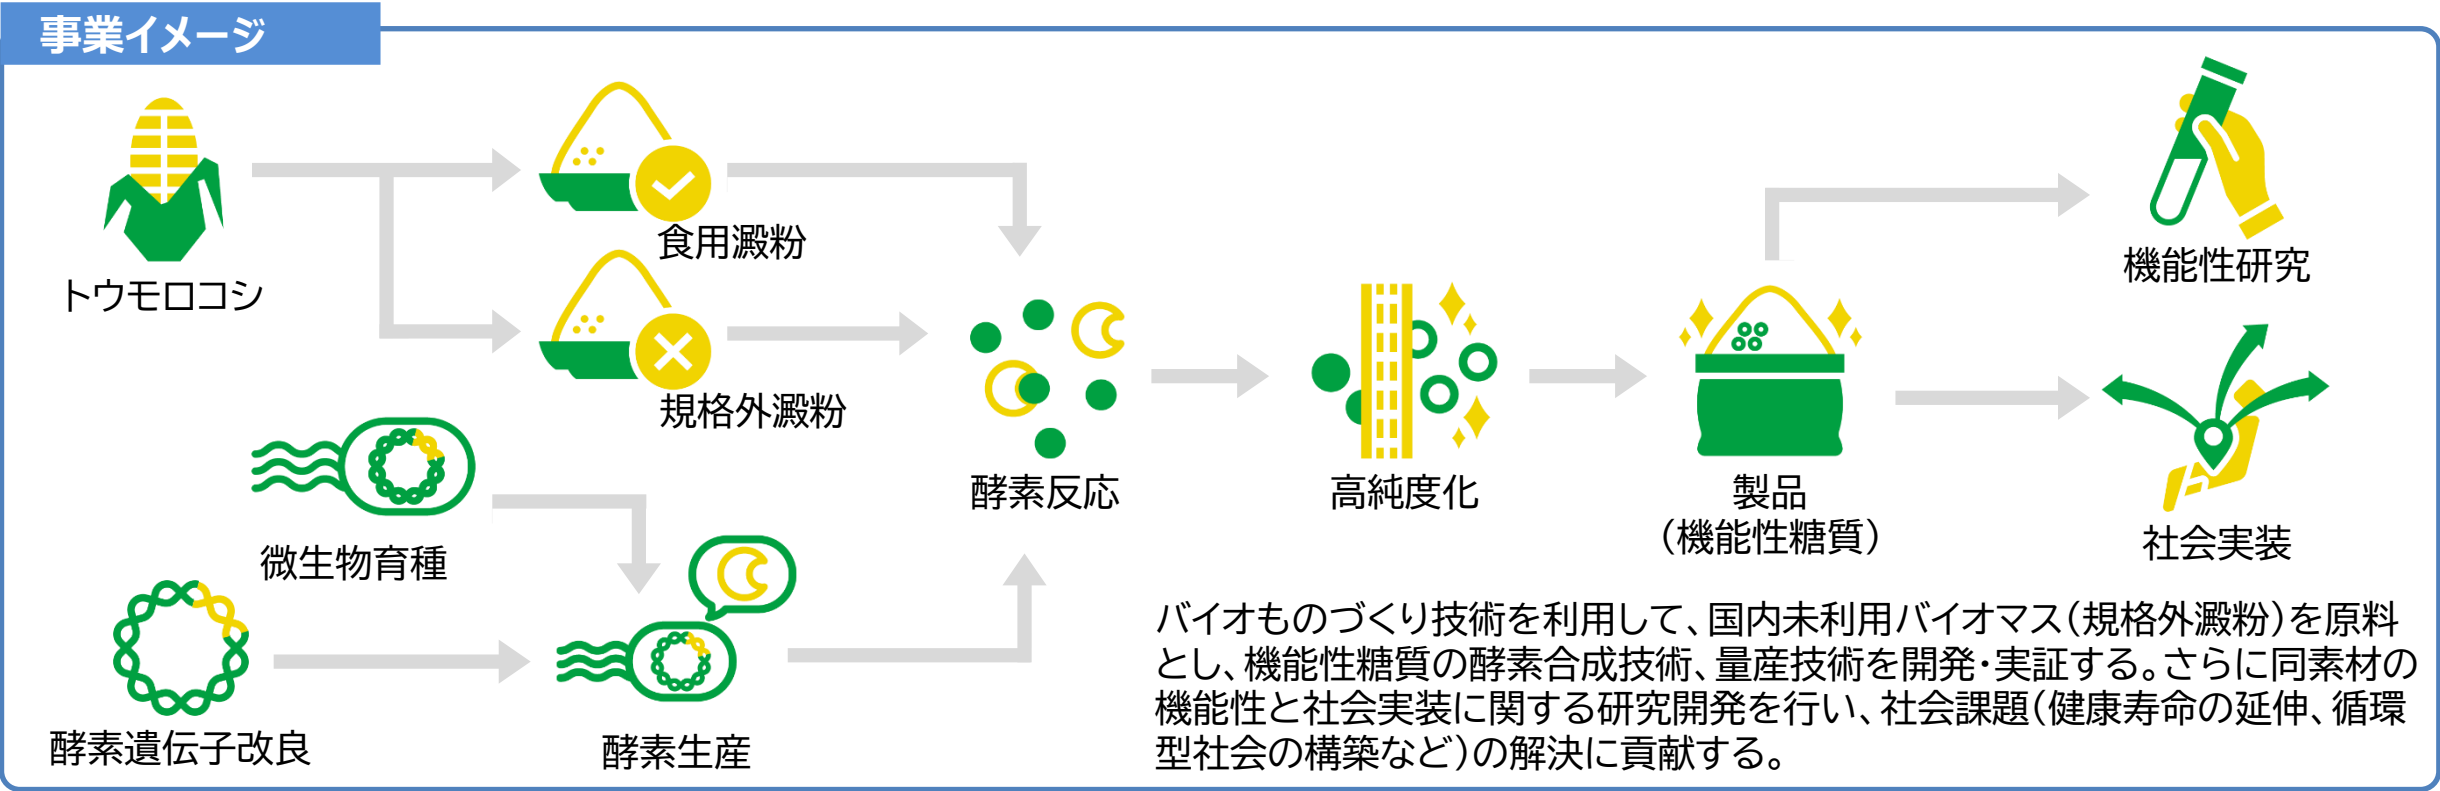 事業イメージ
トウモロコシ
食用澱粉
規格外澱粉
微生物育種
酵素遺伝子改良
酵素生産
酵素反応
高純度化
製品
（機能性糖質）
機能性研究
社会実装
バイオものづくり技術を利用して、国内未利用バイオマス（規格外澱粉）を原料
とし、機能性糖質の酵素合成技術、量産技術を開発・実証する。さらに同素材の
機能性と社会実装に関する研究開発を行い、社会課題（健康寿命の延伸、循環
型社会の構築など）の解決に貢献する。